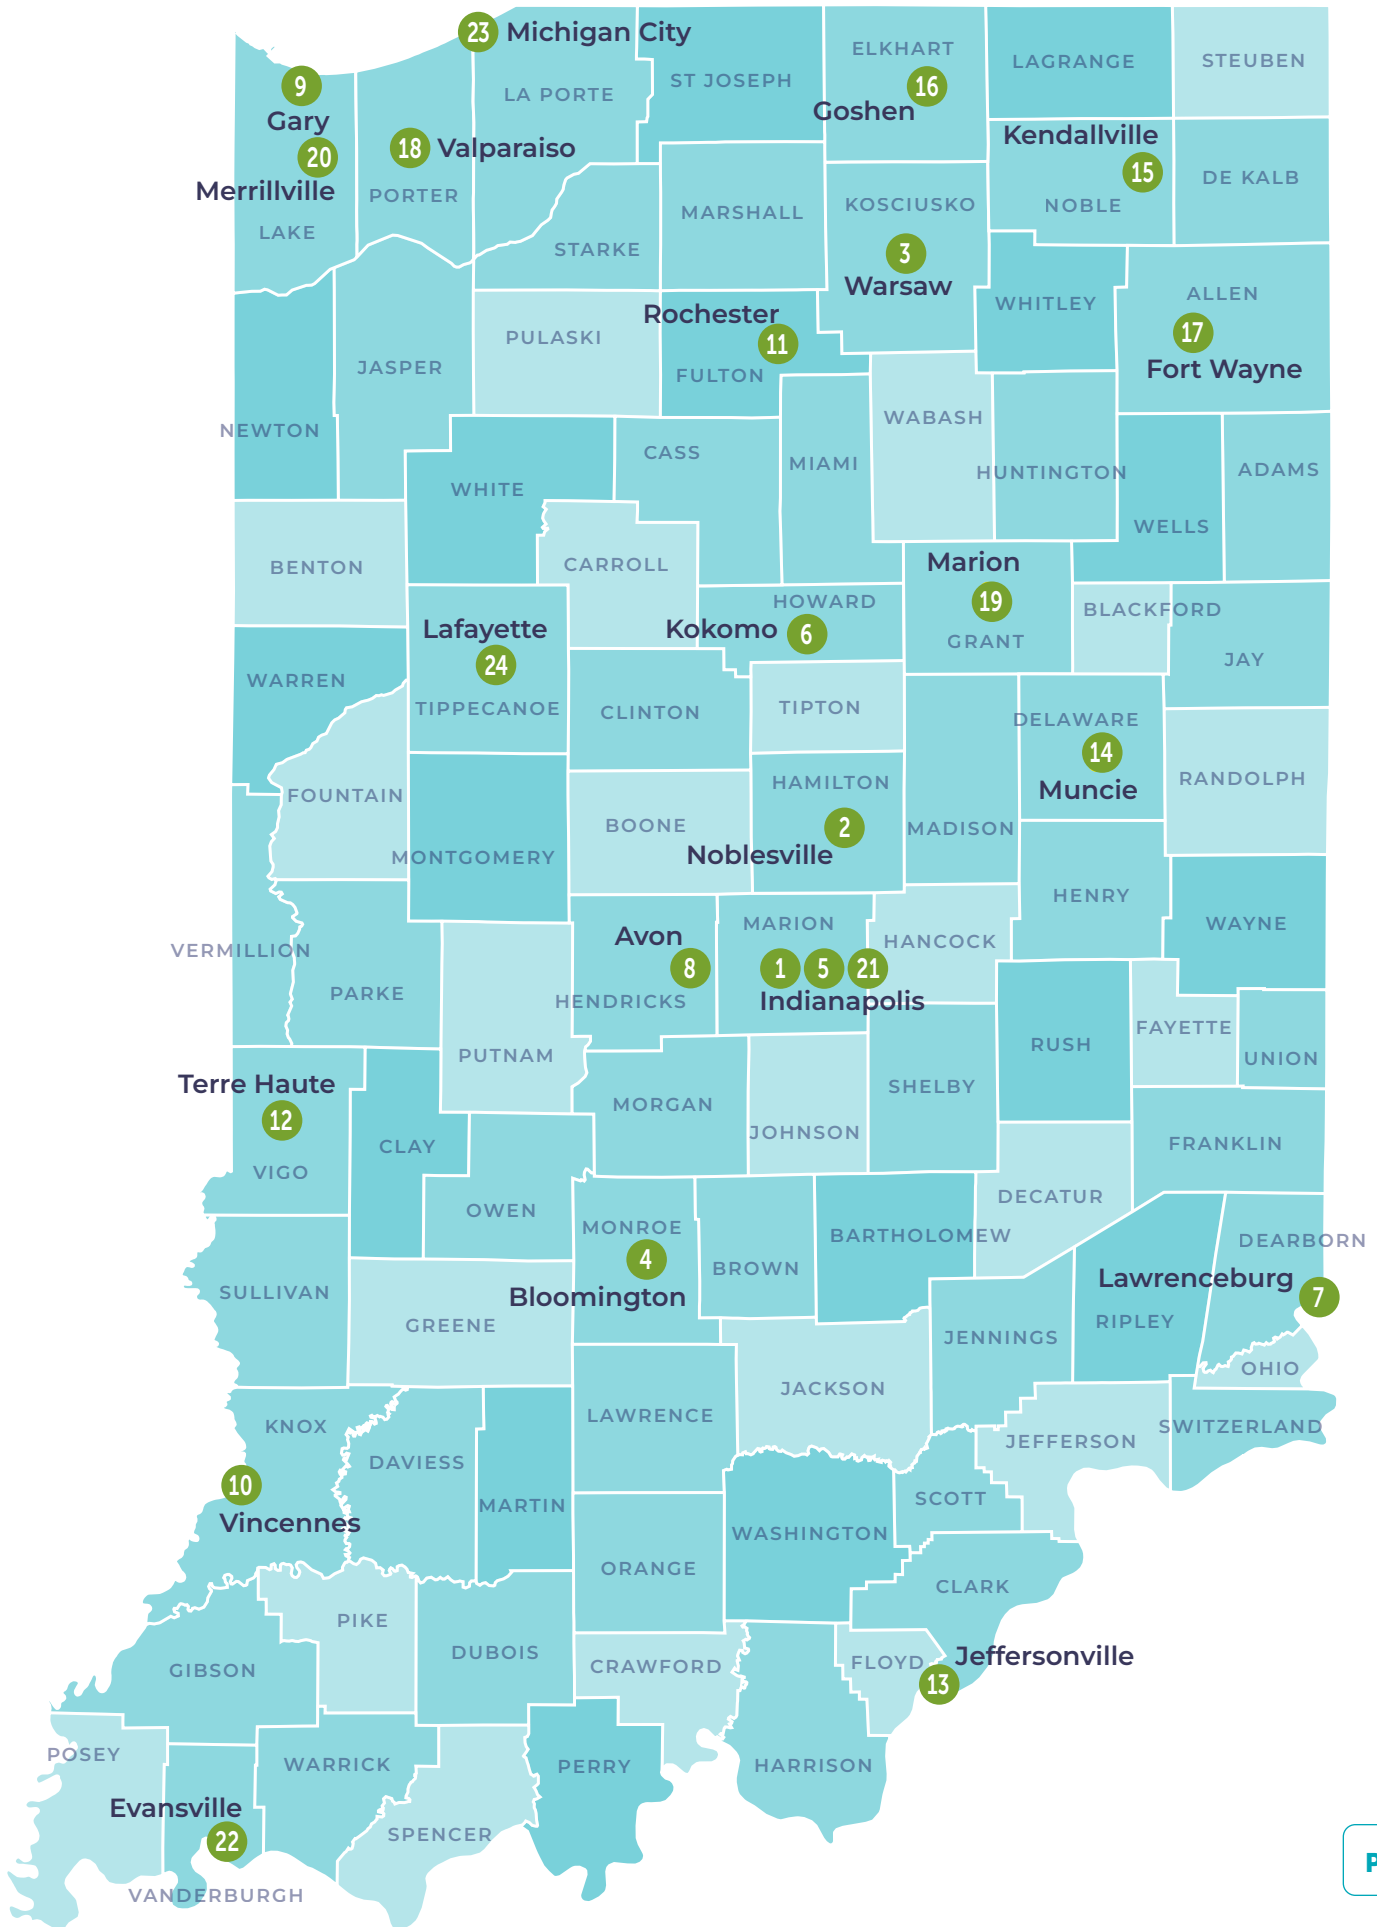 23 Michigan City
ELKHART
LAGRANGE
STEUBEN
9
ST JOSEPH
16
LA PORTE
Goshen
Gary
Kendallville
20
18 Valparaiso
15
DE KALB
Merrillville
PORTER
KOSCIUSKO
NOBLE
MARSHALL
LAKE
STARKE
3
Warsaw
ALLEN
WHITLEY
Rochester
17
PULASKI
11
JASPER
FULTON
Fort Wayne
WABASH
NEWTON
CASS
MIAMI
HUNTINGTON
ADAMS
WHITE
WELLS
BENTON
CARROLL
Marion
HOWARD
19
BLACKFORD
Lafayette
Kokomo 6
GRANT
24
JAY
WARREN
TIPPECANOE
CLINTON
TIPTON
DELAWARE
14
FOUNTAIN
HAMILTON
Muncie
RANDOLPH
BOONE
2
MADISON
MONTGOMERY
Noblesville
HENRY
MARION
WAYNE
VERMILLION
Avon
HANCOCK
8
1 5 21
PARKE
HENDRICKS
Indianapolis
FAYETTE
PUTNAM
RUSH
UNION
Terre Haute
SHELBY
12
MORGAN
CLAY
JOHNSON
FRANKLIN
VIGO
OWEN
DECATUR
MONROE
BARTHOLOMEW
DEARBORN
4
BROWN
SULLIVAN
Bloomington
Lawrenceburg
7
GREENE
JENNINGS
RIPLEY
OHIO
JACKSON
LAWRENCE
KNOX
SWITZERLAND
DAVIESS
JEFFERSON
10
MARTIN
SCOTT
Vincennes
WASHINGTON
ORANGE
CLARK
PIKE
DUBOIS
Jeffersonville
GIBSON
CRAWFORD
FLOYD
13
POSEY
WARRICK
PERRY
HARRISON
Evansville
22
SPENCER
P
VANDERBURGH